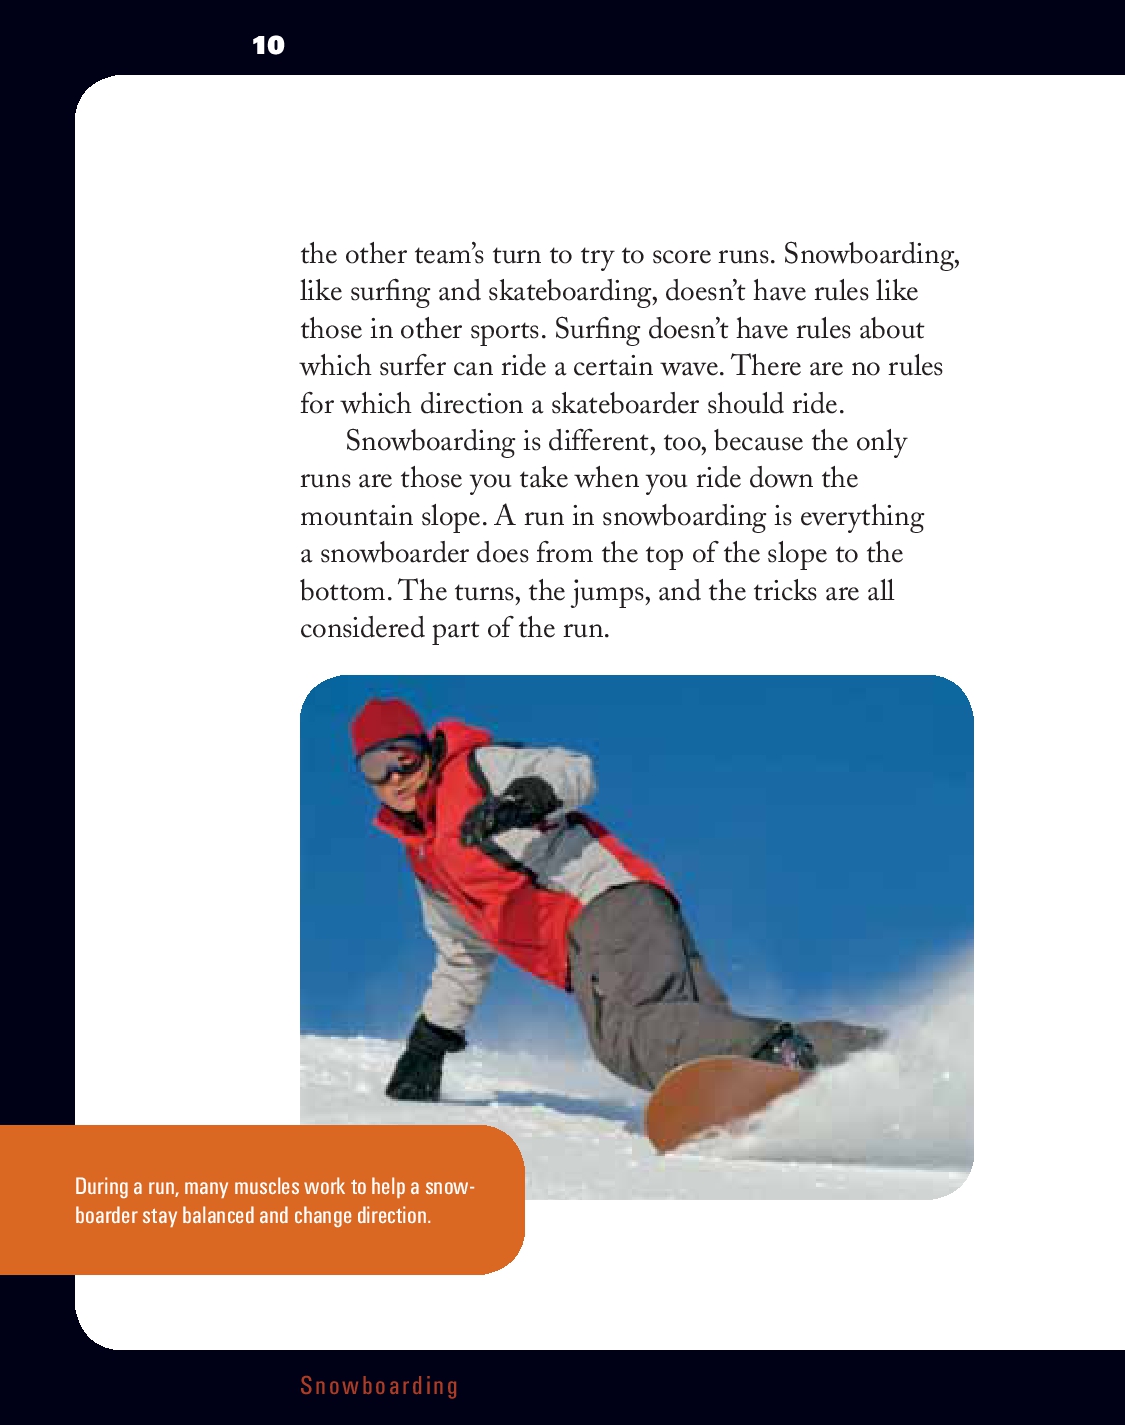 10
the other team’s turn to try to score runs. Snowboarding,
like surfing and skateboarding, doesn’t have rules like
those in other sports. Surfing doesn’t have rules about
which surfer can ride a certain wave. There are no rules
for which direction a skateboarder should ride.
Snowboarding is different, too, because the only
runs are those you take when you ride down the
mountain slope. A run in snowboarding is everything
a snowboarder does from the top of the slope to the
bottom. The turns, the jumps, and the tricks are all
considered part of the run.
During a run, many muscles work to help a snow-
boarder stay balanced and change direction.
Snowboarding